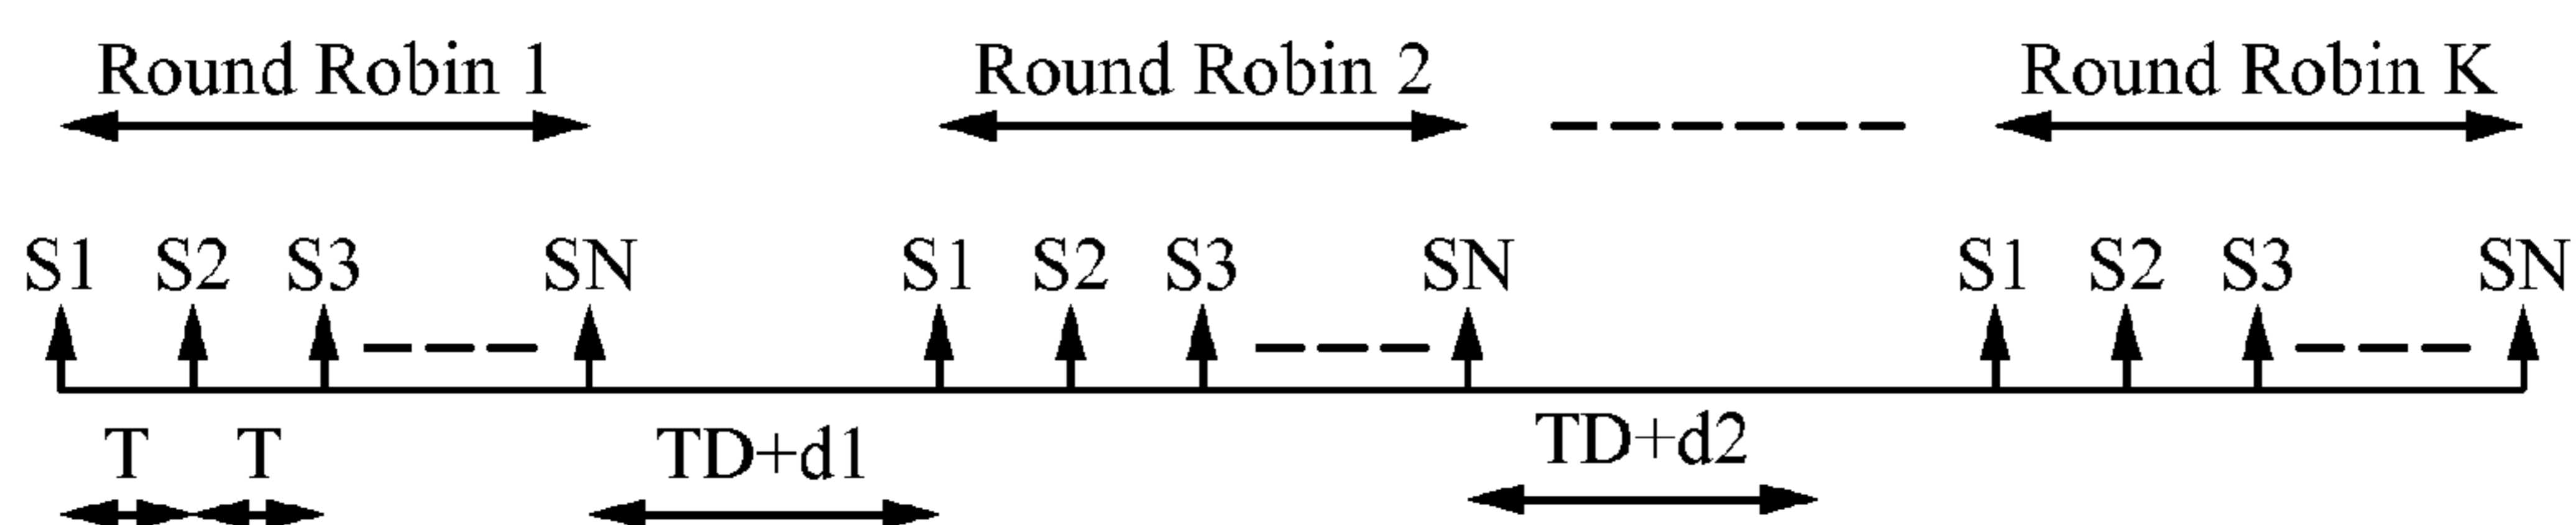 Round Robin 1 Round Robin 2 Round Robin K
S1 S2 S3 SN S1 S2 S3 SN S1 S2 S3 SN
T T TD+d1 TD+d2